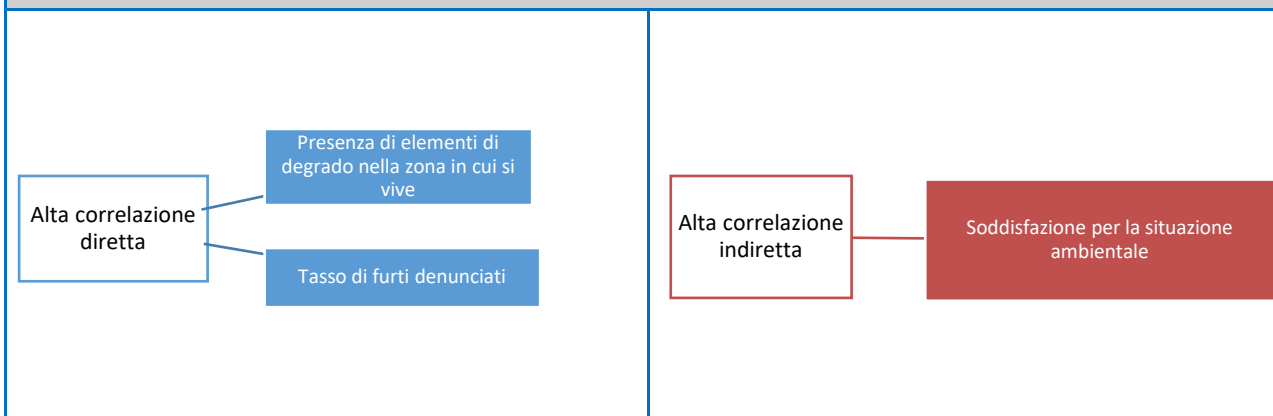 Alta correlazione
diretta
Presenza di elementi di
degrado nella zona in cui si
vive
Tasso di furti denunciati
Alta correlazione
indiretta
Soddisfazione per la situazione
ambientale